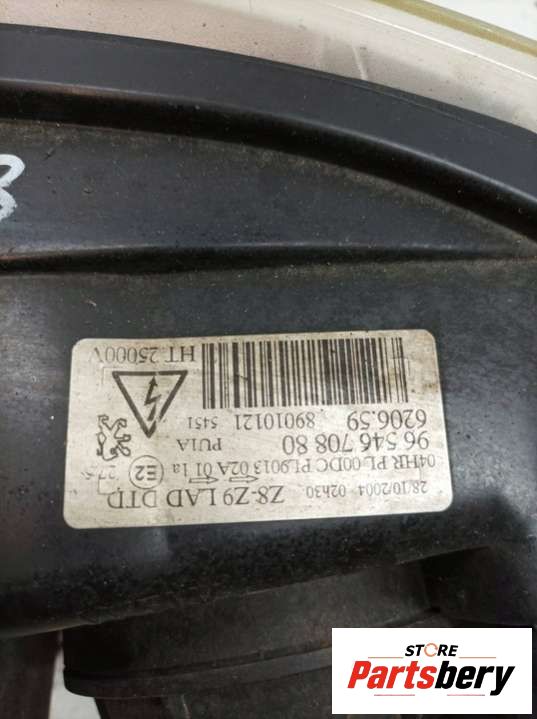 28/10/2004 02h30 Z8-Z9 LAD DTP
04HR PL 00DC PL9013 02A 01 1a E2
96 546 708 80 PU1A
6206.59 89010121 5451
HT 25000V
STORE
Partsbery